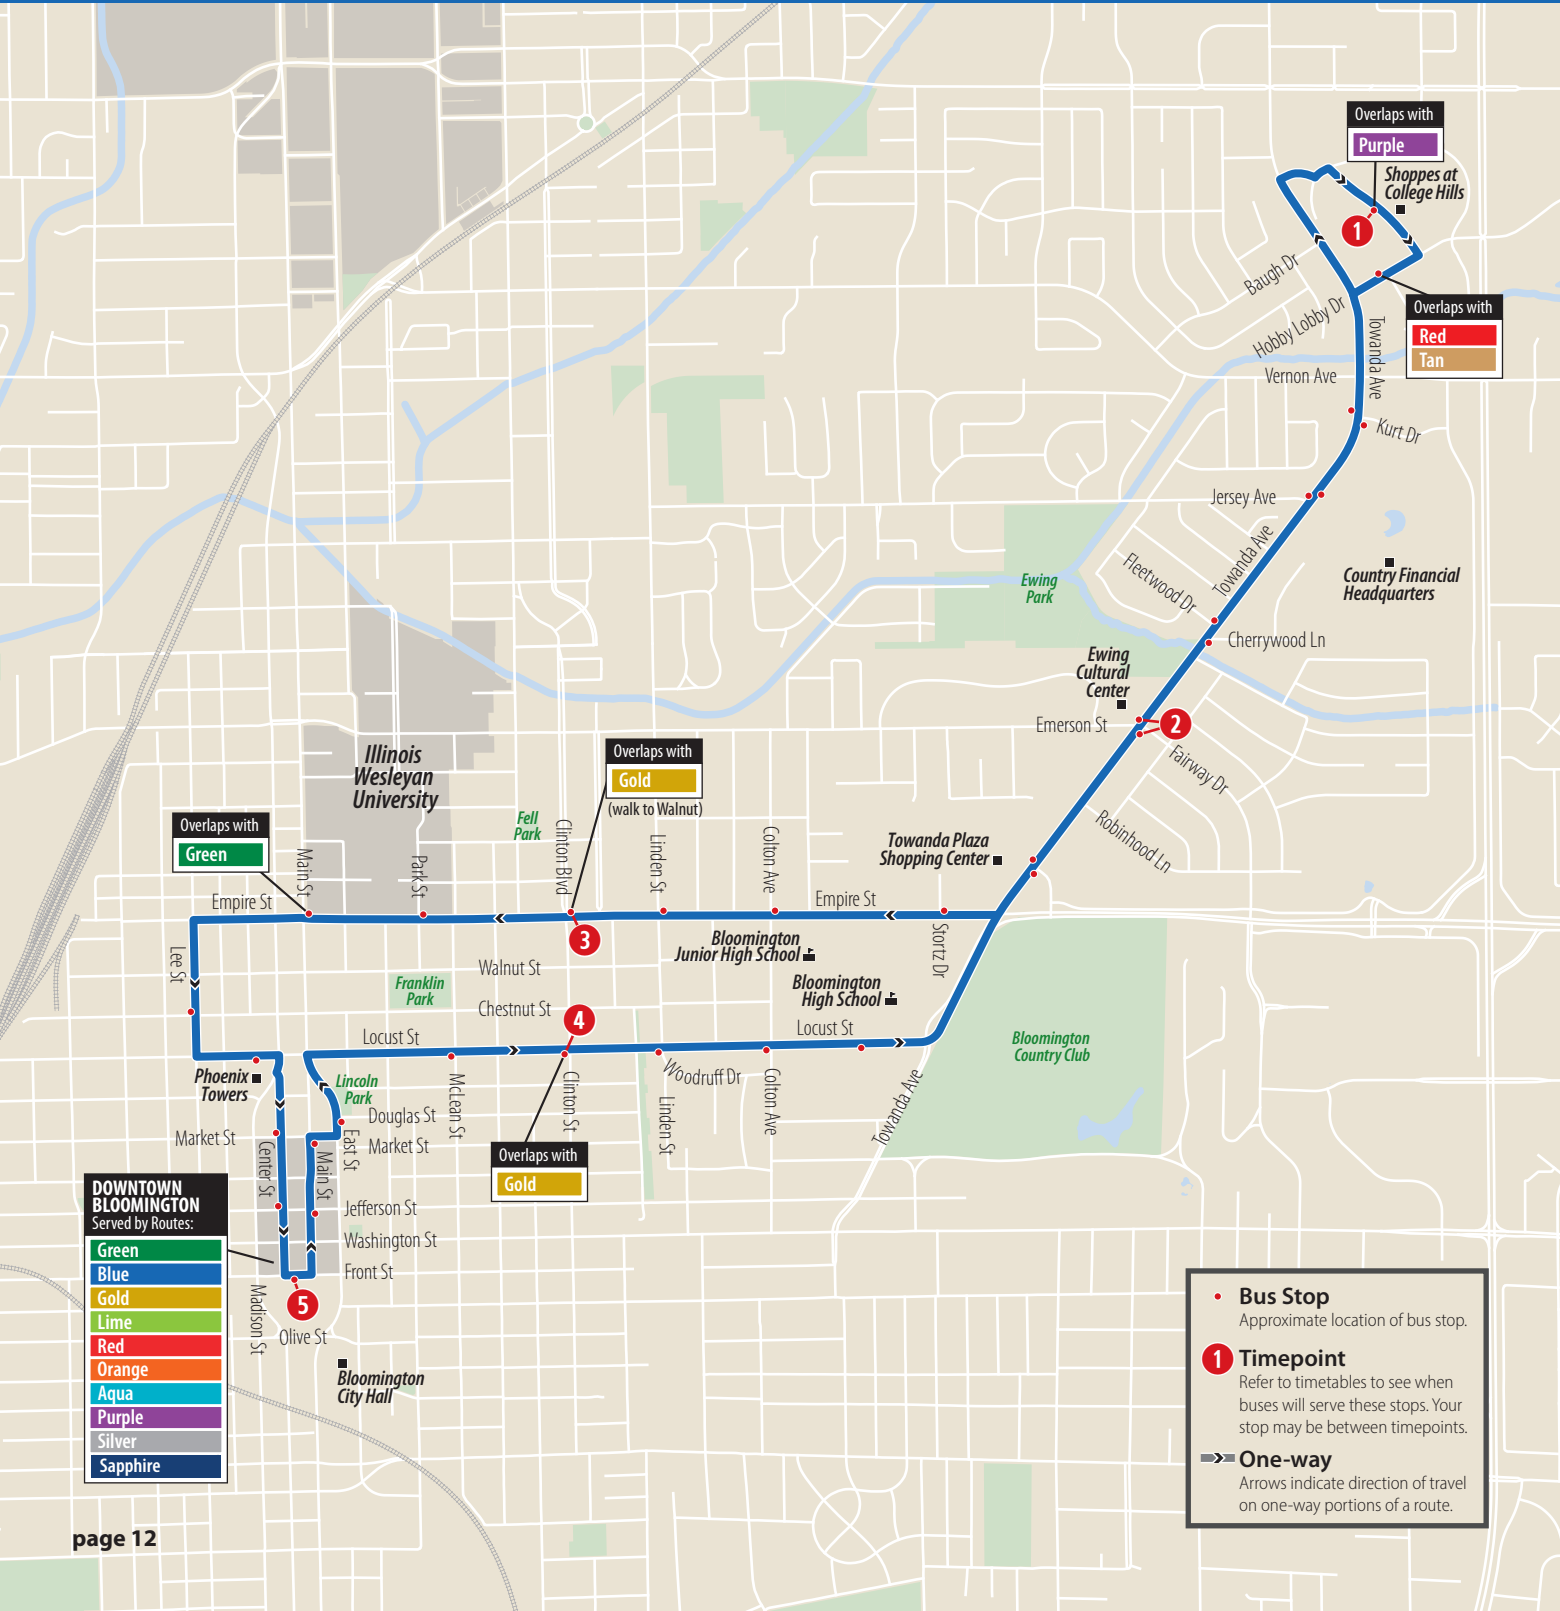 Overlaps with
Purple
Shoppes at
College Hills
1
Baugh Dr
Hobby Lobby Dr
Overlaps with
Red
Tan
Towanda Ave
Vernon Ave
Kurt Dr
Jersey Ave
Towanda Ave
Fleetwood Dr
Country Financial
Headquarters
Ewing
Park
Cherrywood Ln
Ewing
Cultural
Center
Emerson St
2
Fairway Dr
Robinhood Ln
Illinois
Wesleyan
University
Overlaps with
Gold
(walk to Walnut)
Fell
Park
Clinton Blvd
Linden St
Colton Ave
Towanda Plaza
Shopping Center
Overlaps with
Green
Main St
Park St
Empire St
Empire St
3
Bloomington
Junior High School
Stortz Dr
Lee St
Walnut St
Franklin
Park
Bloomington
High School
Chestnut St
4
Locust St
Locust St
Bloomington
Country Club
Phoenix
Towers
Lincoln
Park
McLean St
Clinton St
Woodruff Dr
Linden St
Colton Ave
Towanda Ave
Douglas St
Market St
Market St
Center St
Main St
East St
Overlaps with
Gold
Jefferson St
Washington St
Front St
5
Madison St
Olive St
Bloomington
City Hall
DOWNTOWN
BLOOMINGTON
Served by Routes:
Green
Blue
Gold
Lime
Red
Orange
Aqua
Purple
Silver
Sapphire
Bus Stop
Approximate location of bus stop.
1 Timepoint
Refer to timetables to see when
buses will serve these stops. Your
stop may be between timepoints.
One-way
Arrows indicate direction of travel
on one-way portions of a route.
page 12